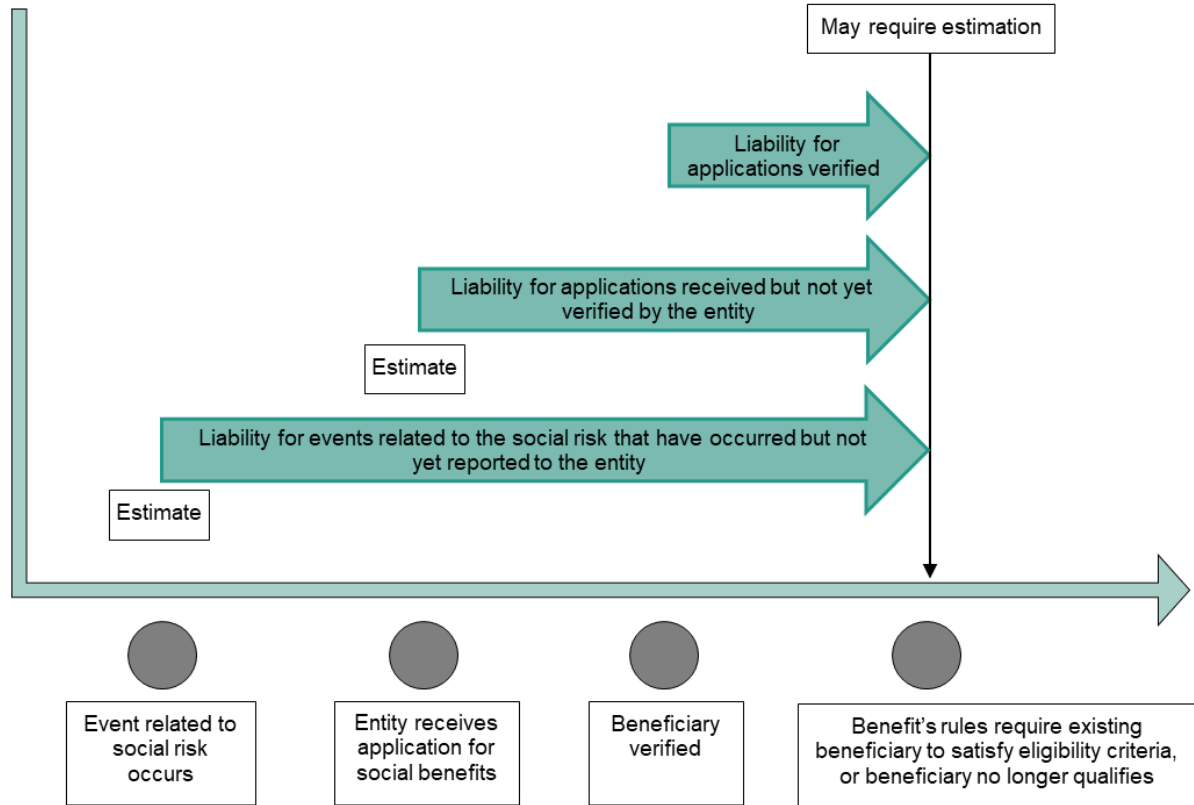 May require estimation
Liability for
applications verified
Liability for applications received but not yet
verified by the entity
Estimate
Liability for events related to the social risk that have occurred but not
yet reported to the entity
Estimate
Event related to
social risk
occurs
Entity receives
application for
social benefits
Beneficiary
verified
Benefit's rules require existing
beneficiary to satisfy eligibility criteria,
or beneficiary no longer qualifies